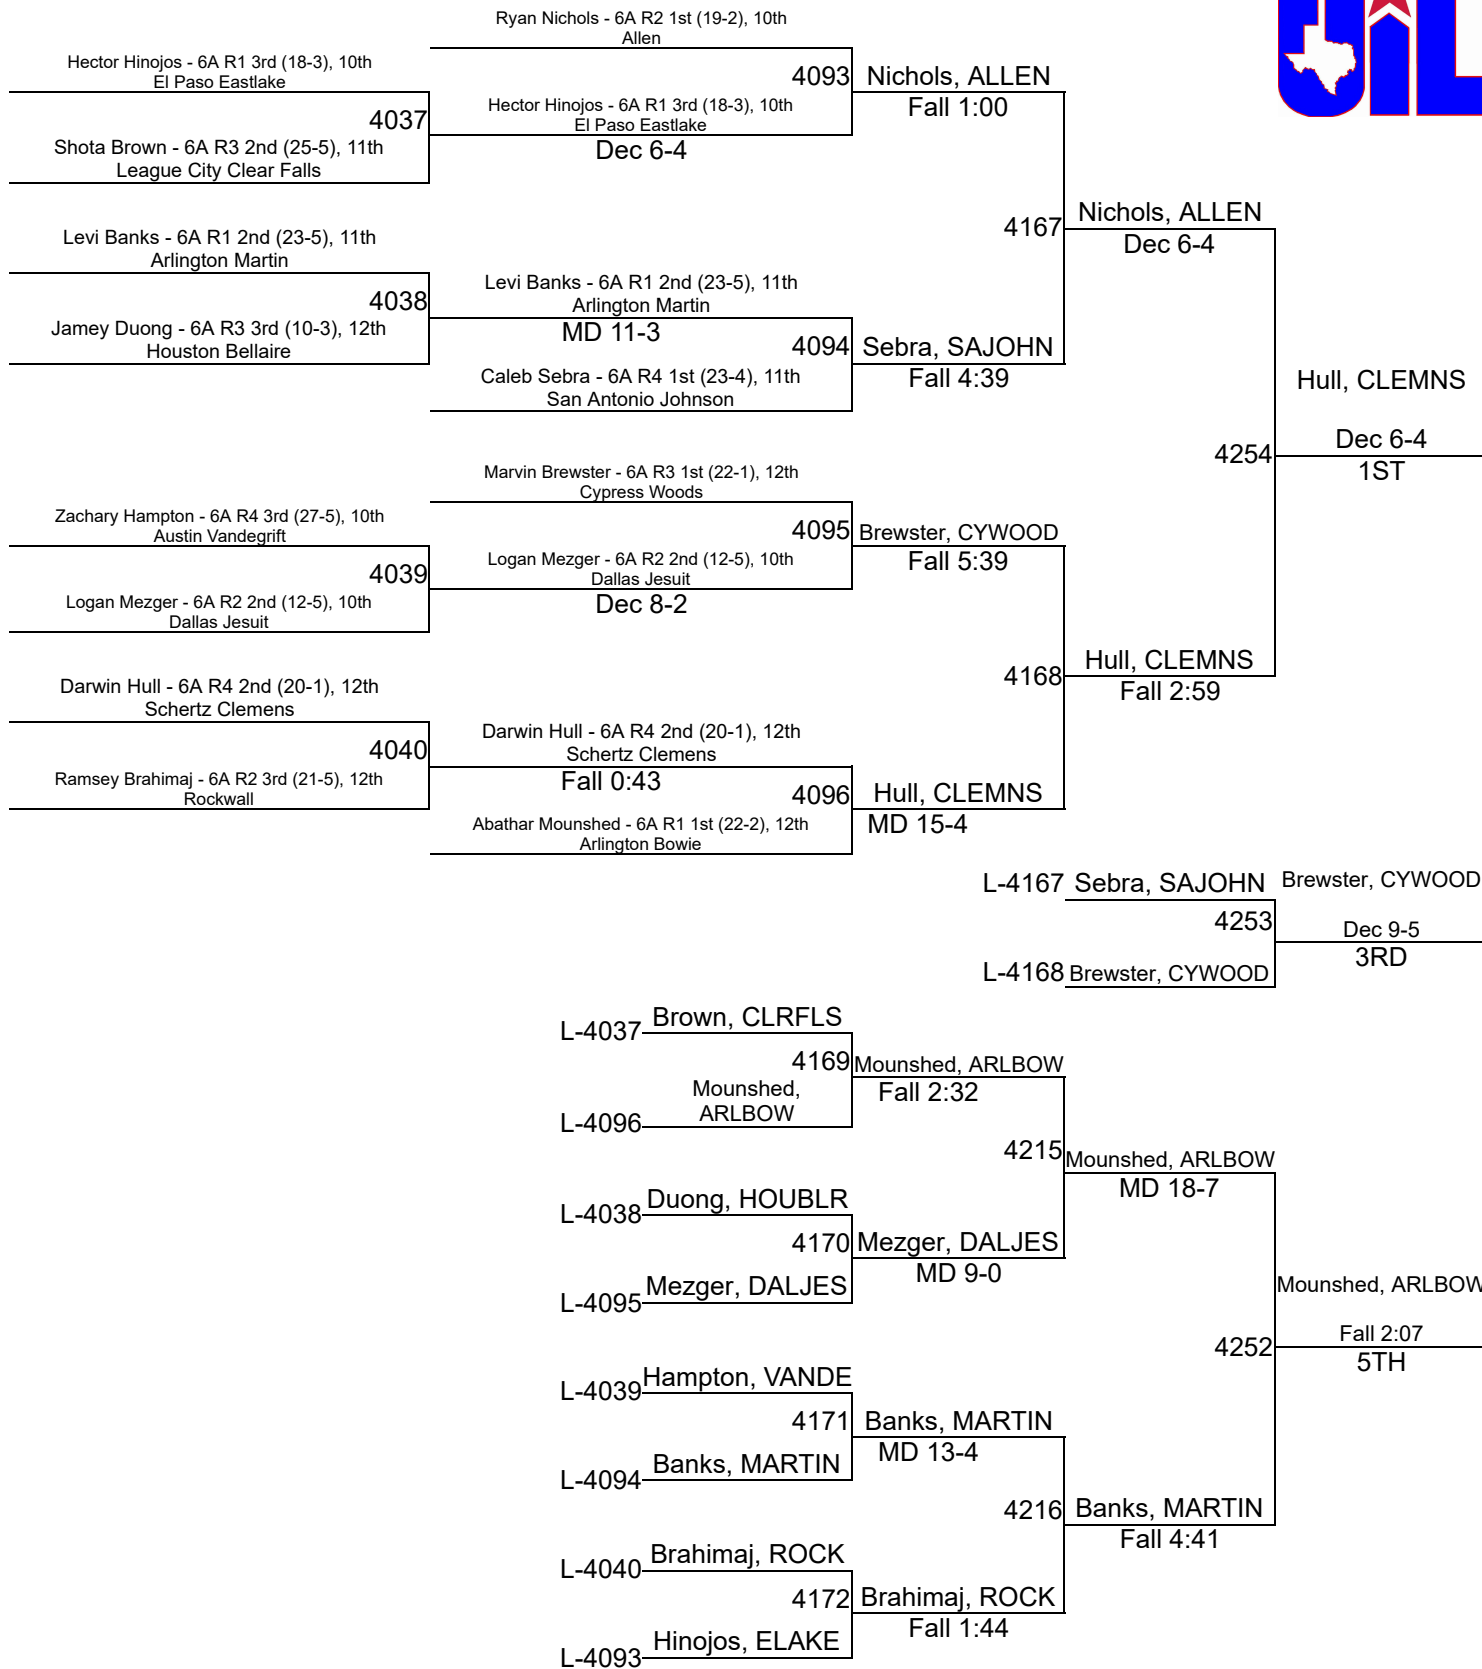 Ryan Nichols - 6A R2 1st (19-2), 10th
Allen
UIL
Hector Hinojos - 6A R1 3rd (18-3), 10th
El Paso Eastlake
4093
Nichols, ALLEN
Fall 1:00
4037
Hector Hinojos - 6A R1 3rd (18-3), 10th
El Paso Eastlake
Dec 6-4
Shota Brown - 6A R3 2nd (25-5), 11th
League City Clear Falls
4167
Nichols, ALLEN
Dec 6-4
Levi Banks - 6A R1 2nd (23-5), 11th
Arlington Martin
4038
Levi Banks - 6A R1 2nd (23-5), 11th
Arlington Martin
MD 11-3
Jamey Duong - 6A R3 3rd (10-3), 12th
Houston Bellaire
4094
Sebra, SAJOHN
Fall 4:39
Caleb Sebra - 6A R4 1st (23-4), 11th
San Antonio Johnson
Hull, CLEMNS
4254
Dec 6-4
1ST
Marvin Brewster - 6A R3 1st (22-1), 12th
Cypress Woods
Zachary Hampton - 6A R4 3rd (27-5), 10th
Austin Vandegrift
4095
Brewster, CYWOOD
Fall 5:39
4039
Logan Mezger - 6A R2 2nd (12-5), 10th
Dallas Jesuit
Dec 8-2
Logan Mezger - 6A R2 2nd (12-5), 10th
Dallas Jesuit
4168
Hull, CLEMNS
Fall 2:59
Darwin Hull - 6A R4 2nd (20-1), 12th
Schertz Clemens
4040
Darwin Hull - 6A R4 2nd (20-1), 12th
Schertz Clemens
Fall 0:43
Ramsey Brahimaj - 6A R2 3rd (21-5), 12th
Rockwall
4096
Hull, CLEMNS
MD 15-4
Abathar Mounshed - 6A R1 1st (22-2), 12th
Arlington Bowie
L-4167
Sebra, SAJOHN
Brewster, CYWOOD
4253
Dec 9-5
3RD
L-4168
Brewster, CYWOOD
L-4037
Brown, CLRFLS
4169
Mounshed, ARLBOW
Fall 2:32
Mounshed,
ARLBOW
L-4096
4215
Mounshed, ARLBOW
MD 18-7
L-4038
Duong, HOUBLR
4170
Mezger, DALJES
MD 9-0
L-4095
Mezger, DALJES
Mounshed, ARLBOW
4252
Fall 2:07
5TH
L-4039
Hampton, VANDE
4171
Banks, MARTIN
MD 13-4
L-4094
Banks, MARTIN
4216
Banks, MARTIN
Fall 4:41
L-4040
Brahimaj, ROCK
4172
Brahimaj, ROCK
Fall 1:44
L-4093
Hinojos, ELAKE